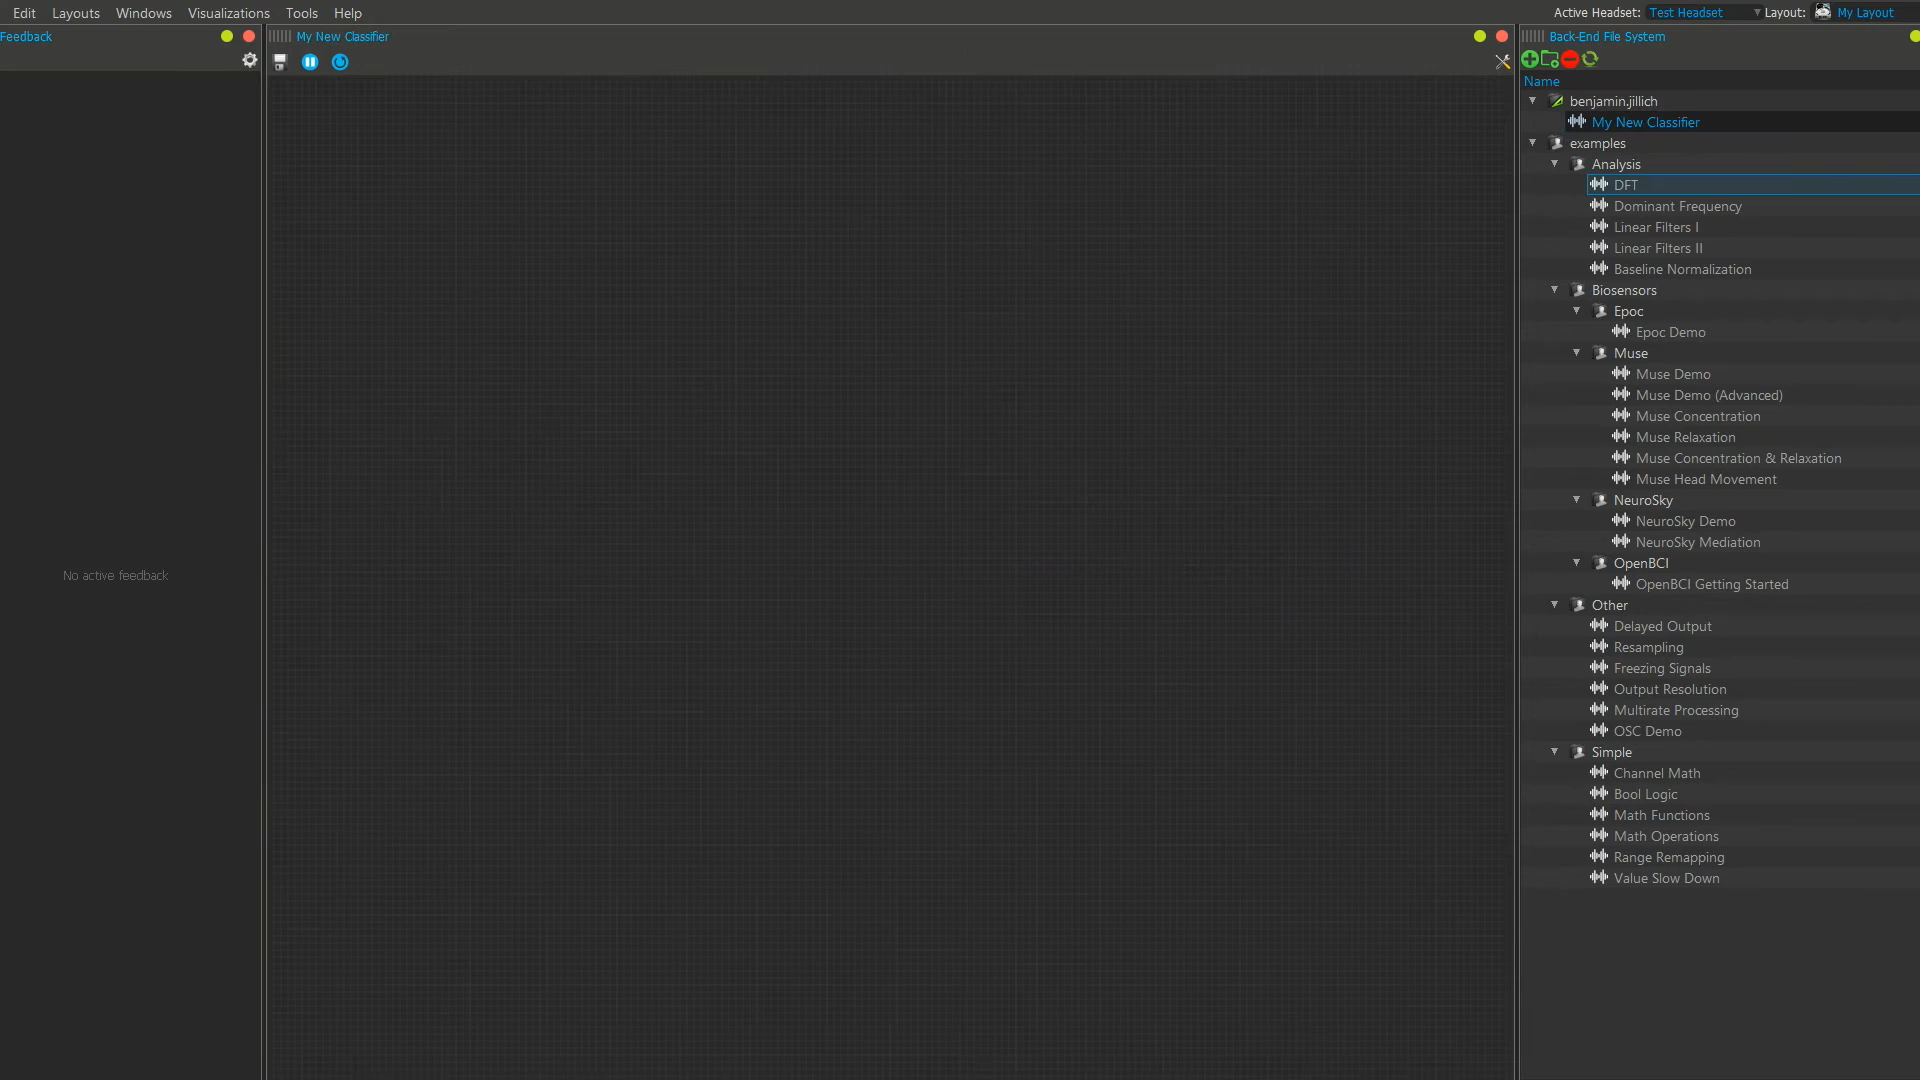 Edit Layouts Windows Visualizations Tools Help
Active Headset: Test Headset Layout: My Layout
Feedback
My New Classifier
Back-End File System
Name
benjamin.jillich
My New Classifier
examples
Analysis
DFT
Dominant Frequency
Linear Filters I
Linear Filters II
Baseline Normalization
Biosensors
Epoc
Epoc Demo
Muse
Muse Demo
Muse Demo (Advanced)
Muse Concentration
Muse Relaxation
Muse Concentration & Relaxation
Muse Head Movement
NeuroSky
NeuroSky Demo
NeuroSky Mediation
OpenBCI
OpenBCI Getting Started
No active feedback
Other
Delayed Output
Resampling
Freezing Signals
Output Resolution
Multirate Processing
OSC Demo
Simple
Channel Math
Bool Logic
Math Functions
Math Operations
Range Remapping
Value Slow Down